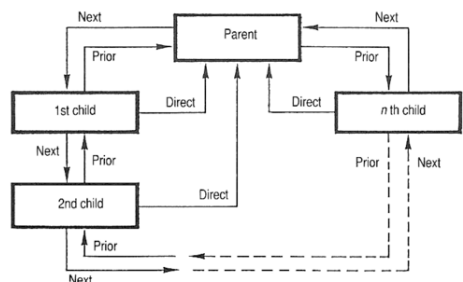 Next
Parent
Next
Prior
Prior
1st child
Direct
Direct
n th child
Next
Prior
Prior
Next
2nd child
Direct
Prior
Next